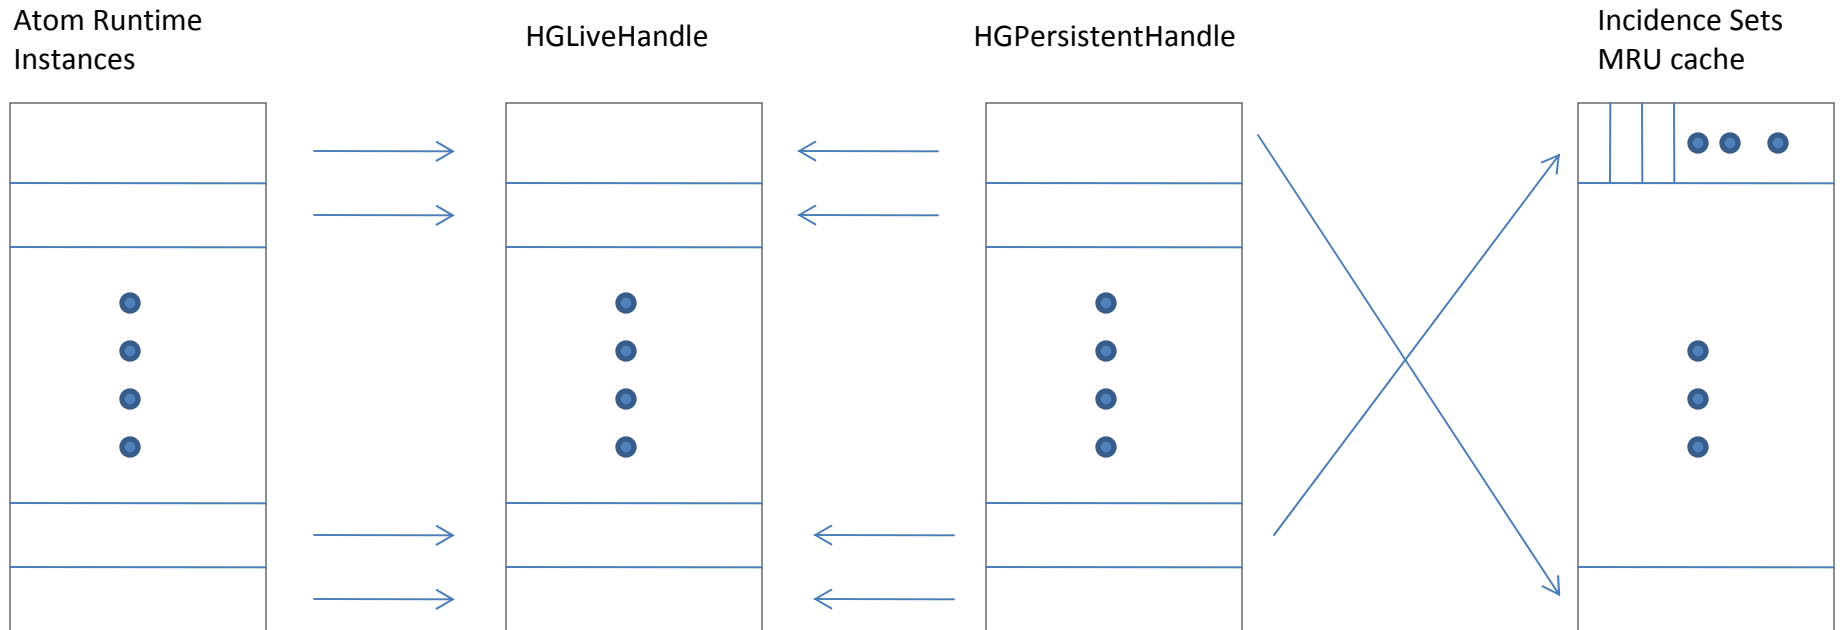 Atom Runtime
Instances
HGLiveHandle
HGPersistentHandle
Incidence Sets
MRU cache